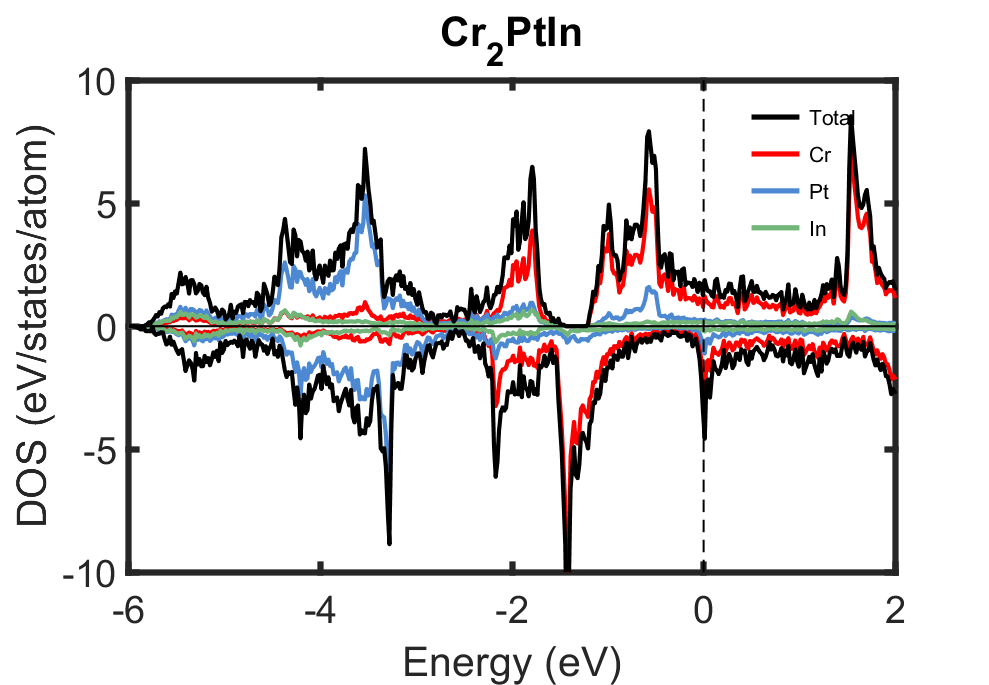 Cr2PtIn
10
5
0
-5
-10
DOS (eV/states/atom)
Total
Cr
Pt
In
-6 -4 -2 0 2
Energy (eV)